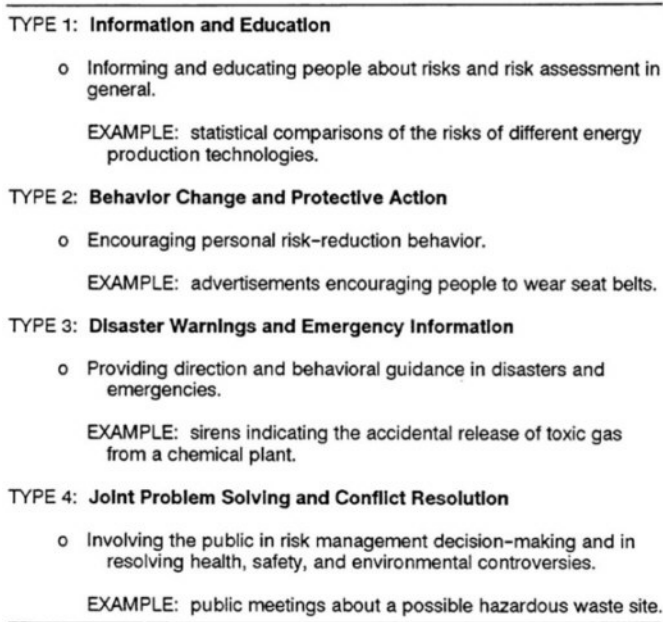 TYPE 1: Information and Education
o Informing and educating people about risks and risk assessment in
general.
EXAMPLE: statistical comparisons of the risks of different energy
production technologies.
TYPE 2: Behavior Change and Protective Action
o Encouraging personal risk-reduction behavior.
EXAMPLE: advertisements encouraging people to wear seat belts.
TYPE 3: Disaster Warnings and Emergency Information
o Providing direction and behavioral guidance in disasters and
emergencies.
EXAMPLE: sirens indicating the accidental release of toxic gas
from a chemical plant.
TYPE 4: Joint Problem Solving and Conflict Resolution
o Involving the public in risk management decision-making and in
resolving health, safety, and environmental controversies.
EXAMPLE: public meetings about a possible hazardous waste site.